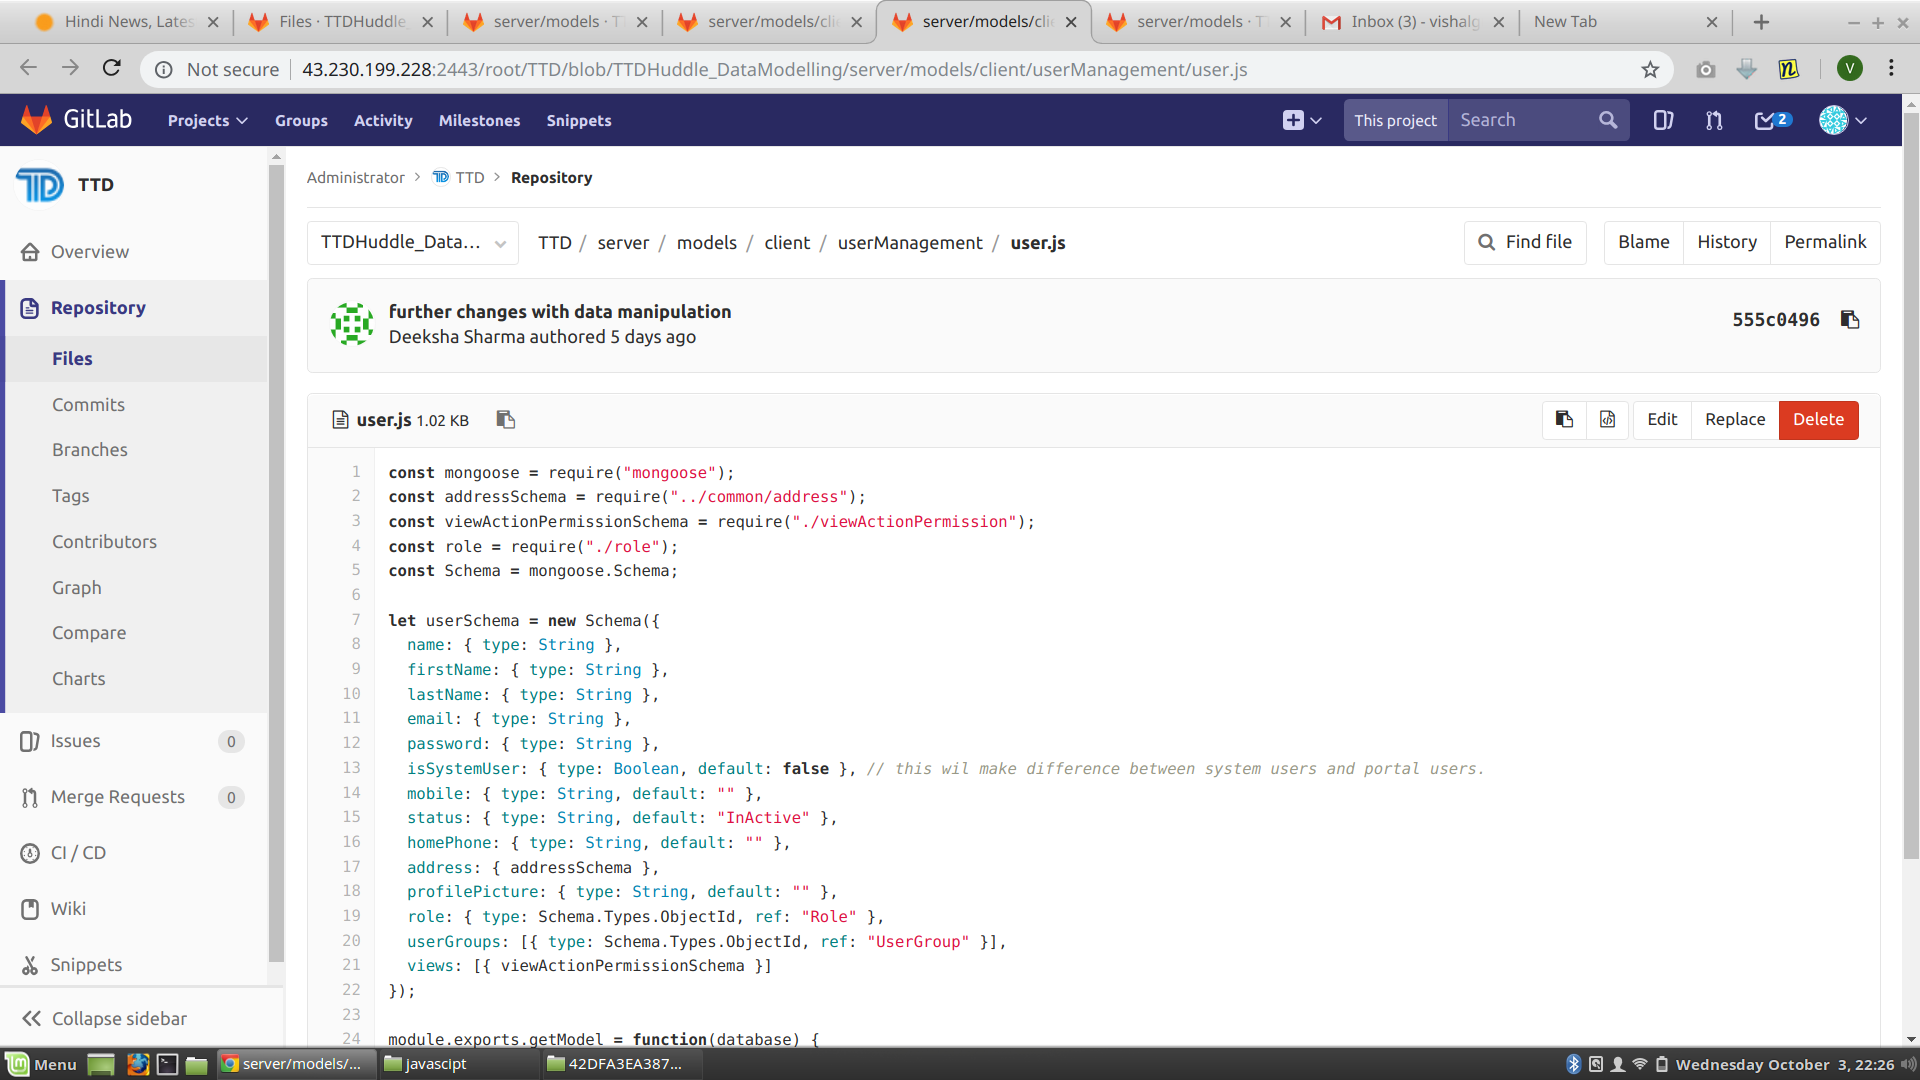 Hindi News, Lates
Files · TTDHuddle_
server/models · T
server/models/cli
server/models/clie
server/models · T
Inbox (3) - vishalg
New Tab
Not secure 43.230.199.228:2443/root/TTD/blob/TTDHuddle_DataModelling/server/models/client/userManagement/user.js
V
GitLab Projects Groups Activity Milestones Snippets This project Search 2
TTD
Administrator > TTD > Repository
TTDHuddle_Data... TTD / server / models / client / userManagement / user.js Find file Blame History Permalink
Overview
Repository
Files
Commits
Branches
Tags
Contributors
Graph
Compare
Charts
Issues 0
Merge Requests 0
CI / CD
Wiki
Snippets
Collapse sidebar
further changes with data manipulation
Deeksha Sharma authored 5 days ago
555c0496
user.js 1.02 KB Edit Replace Delete
1 const mongoose = require("mongoose");
2 const addressSchema = require("../common/address");
3 const viewActionPermissionSchema = require("./viewActionPermission");
4 const role = require("./role");
5 const Schema = mongoose.Schema;
6
7 let userSchema = new Schema({
8 name: { type: String },
9 firstName: { type: String },
10 lastName: { type: String },
11 email: { type: String },
12 password: { type: String },
13 isSystemUser: { type: Boolean, default: false }, // this wil make difference between system users and portal users.
14 mobile: { type: String, default: "" },
15 status: { type: String, default: "InActive" },
16 homePhone: { type: String, default: "" },
17 address: { addressSchema },
18 profilePicture: { type: String, default: "" },
19 role: { type: Schema.Types.ObjectId, ref: "Role" },
20 userGroups: [{ type: Schema.Types.ObjectId, ref: "UserGroup" }],
21 views: [{ viewActionPermissionSchema }]
22 });
23
24 module.exports.getModel = function(database) {
Menu server/models/... javascipt 42DFA3EA387... Wednesday October 3, 22:26